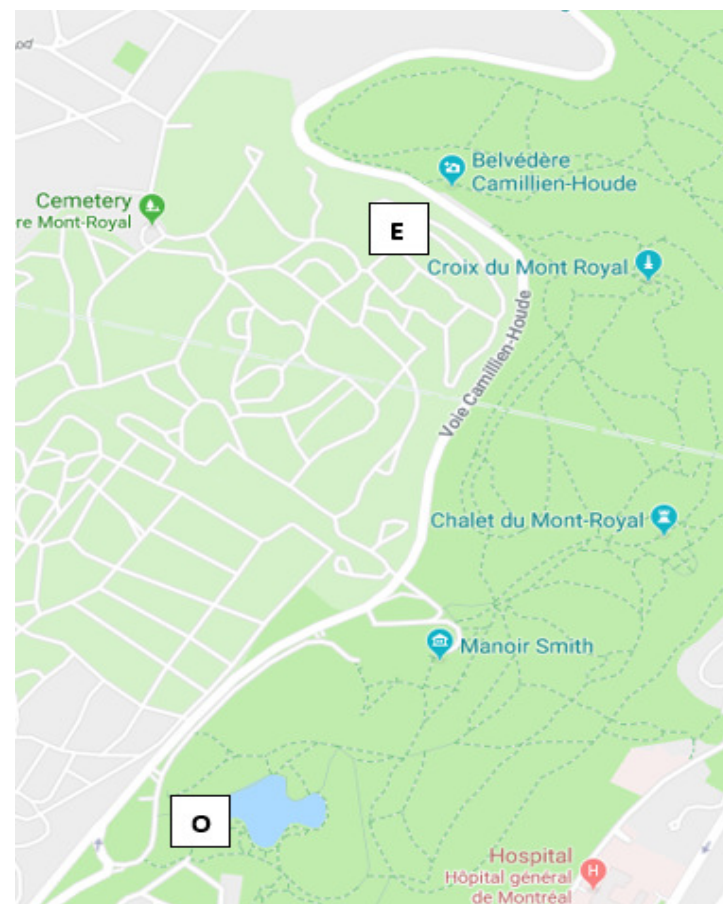 Belvédère
Camillien-Houde
Cemetery
re Mont-Royal
E
Croix du Mont Royal
Voie Camillien-Houde
Chalet du Mont-Royal
Manoir Smith
O
Hospital
Hôpital général
de Montréal
H